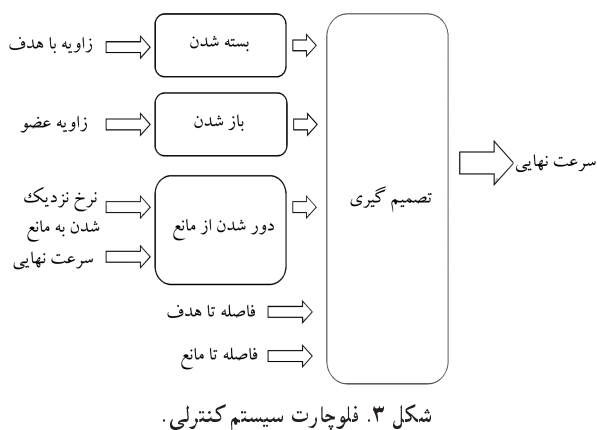 زاویه با هدف
بسته شدن
زاویه عضو
باز شدن
نرخ نزدیک
شدن به مانع
سرعت نهایی
دور شدن از مانع
فاصله تا هدف
فاصله تا مانع
تصمیم گیری
سرعت نهایی
شکل ۳. فلوچارت سیستم کنترلی.